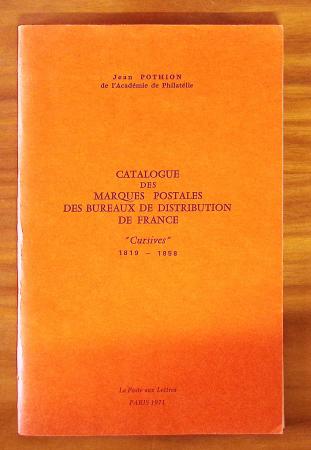 Jean POTHION
de l'Académie de Philatélie
CATALOGUE
DES
MARQUES POSTALES
DES BUREAUX DE DISTRIBUTION
DE FRANCE
"Cursives"
1819 - 1858
La Poste aux Lettres
PARIS 1971